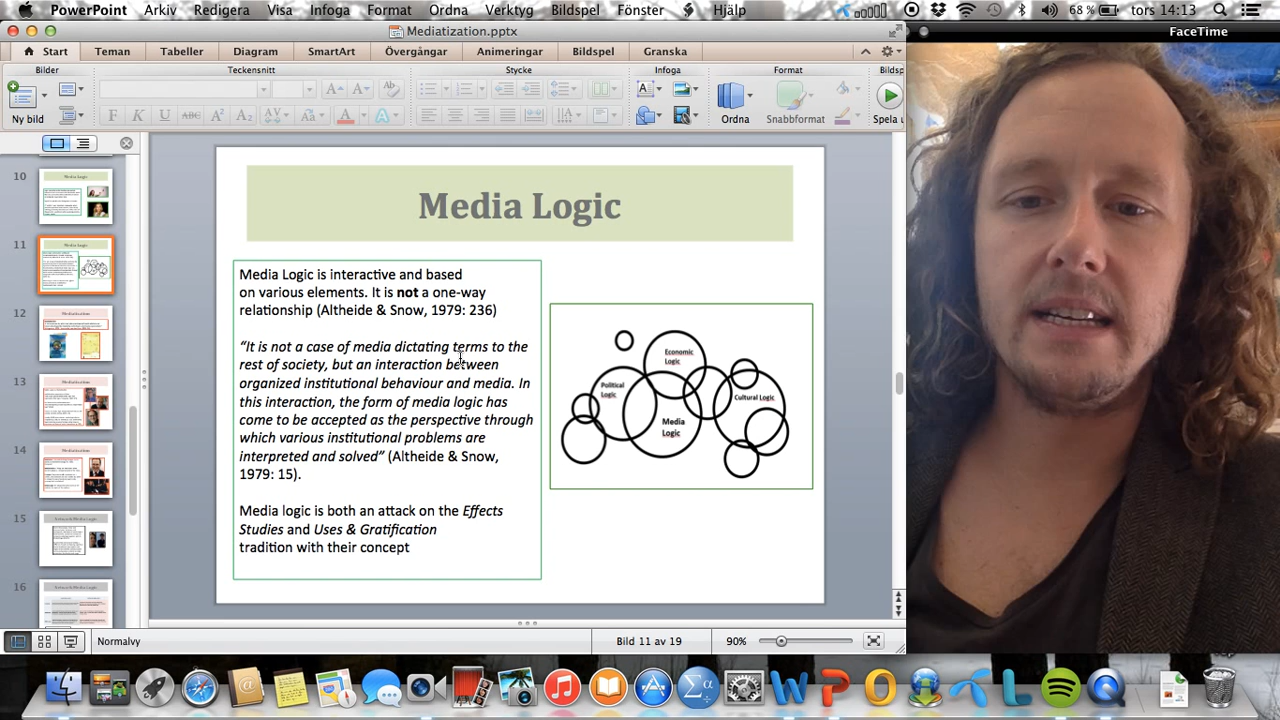 PowerPoint Arkiv Redigera Visa Infoga Format Ordna Verktyg Bildspel Fönster Hjälp 68 % tors 14:13
Mediatization.pptx
FaceTime
Start Teman Tabeller Diagram SmartArt Övergångar Animeringar Bildspel Granska
Bilder Teckensnitt Stycke Infoga Format Bildsp
Ny bild
F K U ABC A A
Ordna Snabbformat Spela u
10
11
12
13
14
15
16
Media Logic
Media Logic is interactive and based
on various elements. It is not a one-way
relationship (Altheide & Snow, 1979: 236)
“It is not a case of media dictating terms to the
rest of society, but an interaction between
organized institutional behaviour and media. In
this interaction, the form of media logic has
come to be accepted as the perspective through
which various institutional problems are
interpreted and solved” (Altheide & Snow,
1979: 15).
Media logic is both an attack on the Effects
Studies and Uses & Gratification
tradition with their concept
Economic
Logic
Political
Logic
Cultural Logic
Media
Logic
Normalvy Bild 11 av 19 90%